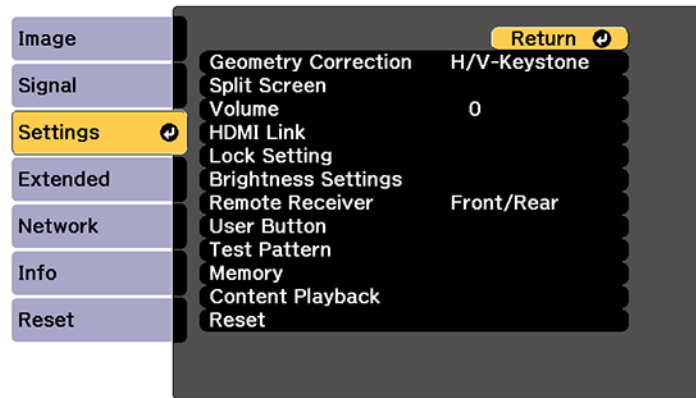 Image
Signal
Settings
Extended
Network
Info
Reset
Return
Geometry Correction H/V-Keystone
Split Screen
Volume 0
HDMI Link
Lock Setting
Brightness Settings
Remote Receiver Front/Rear
User Button
Test Pattern
Memory
Content Playback
Reset